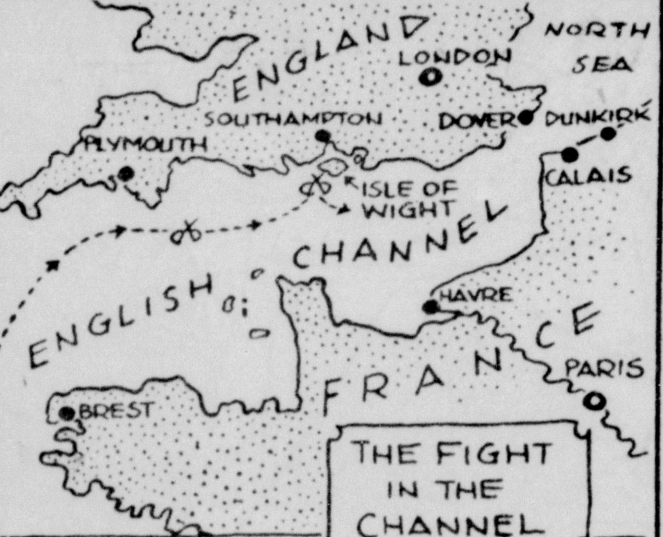 NORTH
SEA
ENGLAND
LONDON
SOUTHAMPTON
DOVER
DUNKIRK
PLYMOUTH
CALAIS
ISLE OF
WIGHT
ENGLISH CHANNEL
HAVRE
FRANCE
PARIS
BREST
THE FIGHT
IN THE
CHANNEL